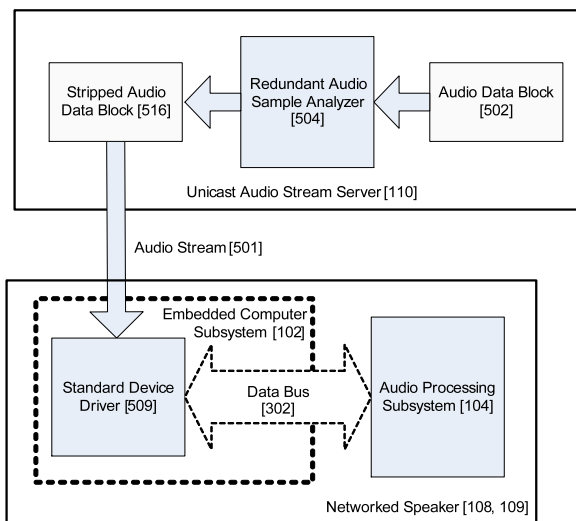 Stripped Audio
Data Block [516]
Redundant Audio
Sample Analyzer
[504]
Audio Data Block
[502]
Unicast Audio Stream Server [110]
Audio Stream [501]
Embedded Computer
Subsystem [102]
Standard Device
Driver [509]
Data Bus
[302]
Audio Processing
Subsystem [104]
Networked Speaker [108, 109]